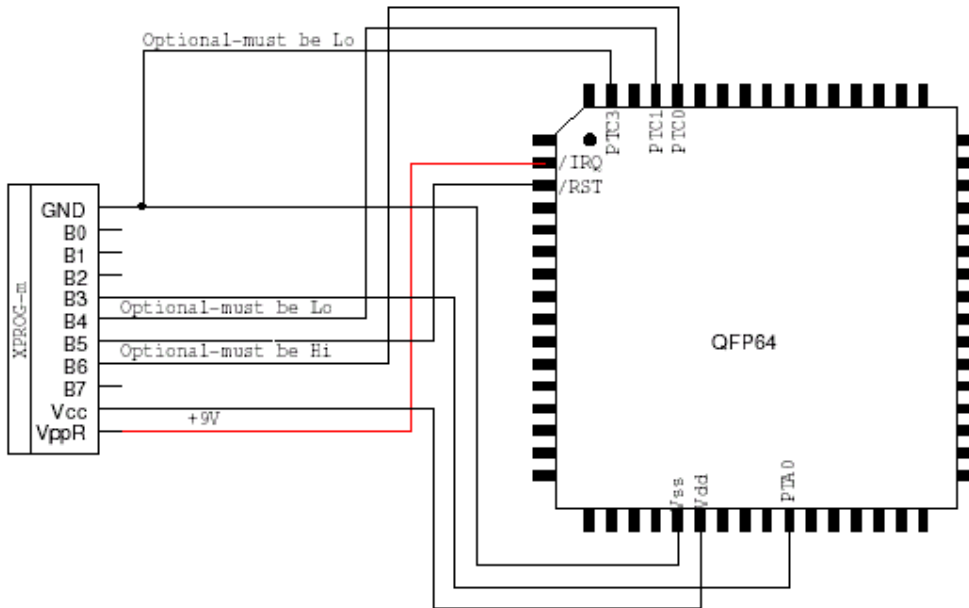 Optional-must be Lo
PTC3
PTC1
PTC0
/IRQ
/RST
XPROG-m
GND
B0
B1
B2
B3
Optional-must be Lo
B4
B5
Optional-must be Hi
B6
B7
Vcc
+9V
VppR
QFP64
Vss
Vdd
PTA0